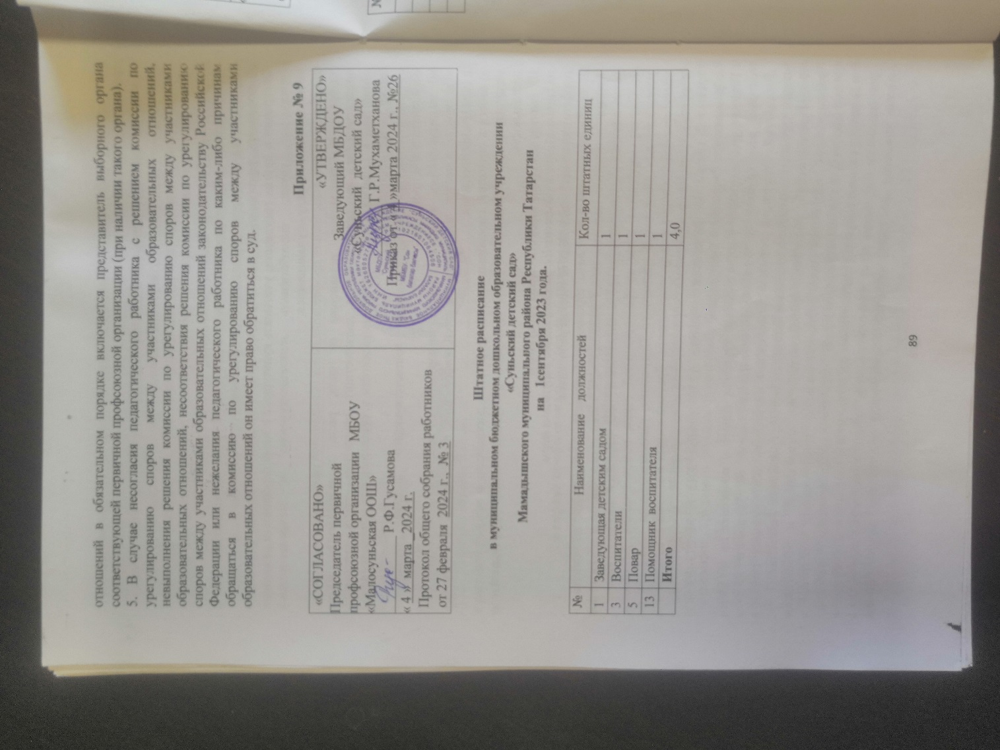 отношений в обязательном порядке включается представитель выборного органа
соответствующей первичной профсоюзной организации (при наличии такого органа).
5. В случае несогласия педагогического работника с решением комиссии по
урегулированию споров между участниками образовательных отношений,
невыполнения решения комиссии по урегулированию споров между участниками
образовательных отношений, несоответствия решения комиссии по урегулированию
споров между участниками образовательных отношений законодательству Российской
Федерации или нежелания педагогического работника по каким-либо причинам
обращаться в комиссию по урегулированию споров между участниками
образовательных отношений он имеет право обратиться в суд.
Приложение № 9
«СОГЛАСОВАНО»
Председатель первичной
профсоюзной организации МБОУ
«Малосуньская ООШ»
Р.Ф.Гусамова
« 4 » марта 2024 г.
Протокол общего собрания работников
от 27 февраля 2024 г., № 3
«УТВЕРЖДЕНО»
Заведующий МБДОУ
«Суньский детский сад»
Г.Р.Мухаметханова
Приказ от « 4 »марта 2024 г., №26
Штатное расписание
в муниципальном бюджетном дошкольном образовательном учреждении
«Суньский детский сад»
Мамадышского муниципального района Республики Татарстан
на 1сентября 2023 года.
№ Наименование должностей Кол-во штатных единиц
1 Заведующая детским садом 1
3 Воспитатели 1
5 Повар 1
13 Помощник воспитателя 1
Итого 4,0
89